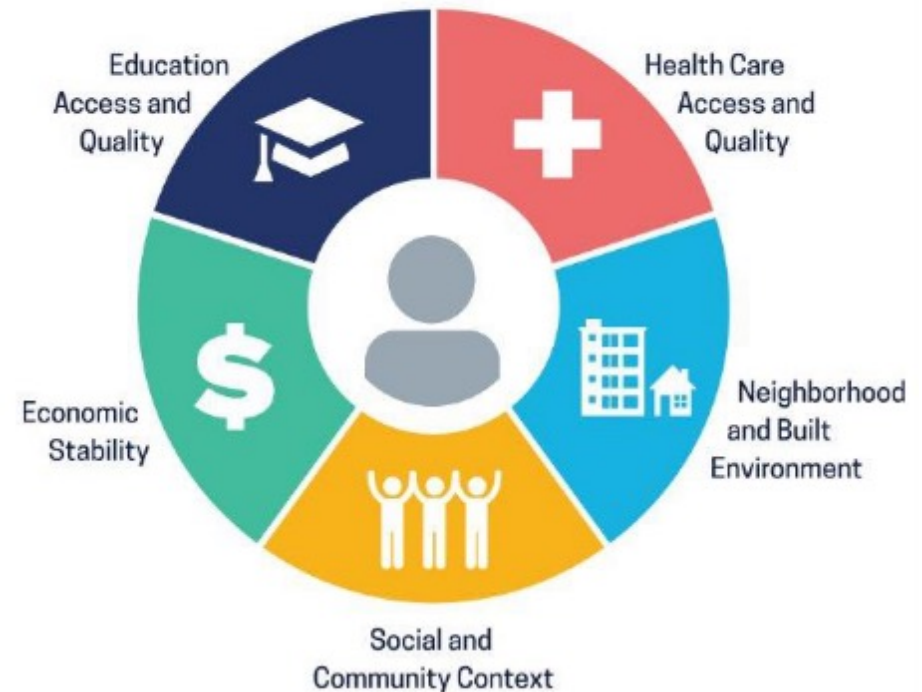 Education
Access and
Quality
Health Care
Access and
Quality
$
Economic
Stability
Neighborhood
and Built
Environment
Social and
Community Context